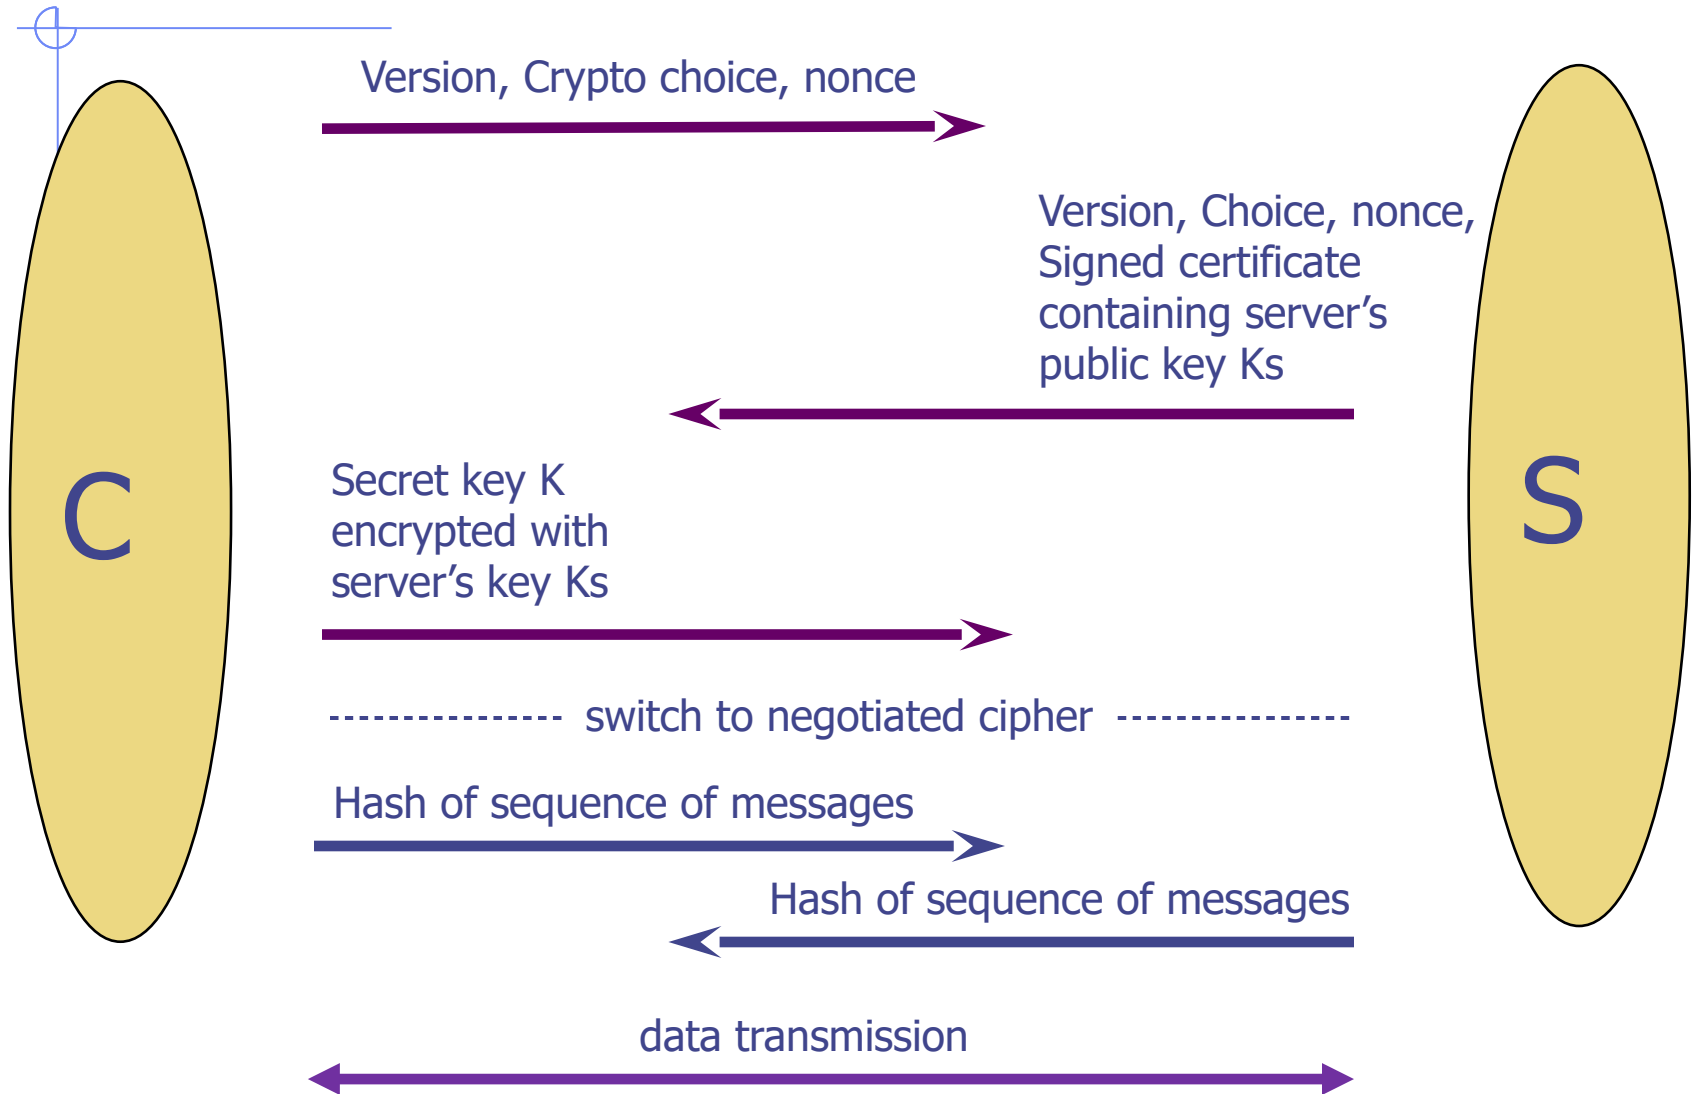 Version, Crypto choice, nonce
Version, Choice, nonce,
Signed certificate
containing server’s
public key Ks
C
S
Secret key K
encrypted with
server’s key Ks
switch to negotiated cipher
Hash of sequence of messages
Hash of sequence of messages
data transmission